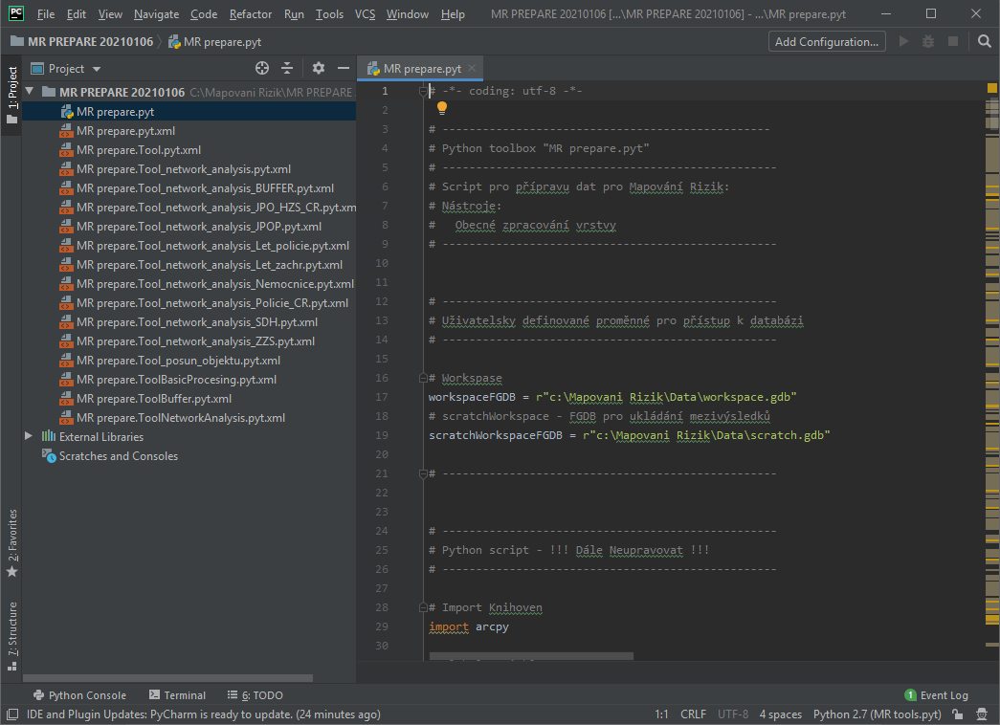 PC File Edit View Navigate Code Refactor Run Tools VCS Window Help MR PREPARE 20210106 [...\MR PREPARE 20210106] - ...\MR prepare.pyt
MR PREPARE 20210106 MR prepare.pyt Add Configuration...
1: Project
Project
MR prepare.pyt
MR PREPARE 20210106 C:\Mapovani Rizik\MR PREPARE
MR prepare.pyt
MR prepare.pyt.xml
MR prepare.Tool.pyt.xml
MR prepare.Tool_network_analysis.pyt.xml
MR prepare.Tool_network_analysis_BUFFER.pyt.xml
MR prepare.Tool_network_analysis_JPO_HZS_CR.pyt.xm
MR prepare.Tool_network_analysis_JPOP.pyt.xml
MR prepare.Tool_network_analysis_Let_policie.pyt.xml
MR prepare.Tool_network_analysis_Let_zachr.pyt.xml
MR prepare.Tool_network_analysis_Nemocnice.pyt.xml
MR prepare.Tool_network_analysis_Policie_CR.pyt.xml
MR prepare.Tool_network_analysis_SDH.pyt.xml
MR prepare.Tool_network_analysis_ZZS.pyt.xml
MR prepare.Tool_posun_objektu.pyt.xml
MR prepare.ToolBasicProcesing.pyt.xml
MR prepare.ToolBuffer.pyt.xml
MR prepare.ToolNetworkAnalysis.pyt.xml
External Libraries
Scratches and Consoles
2: Favorites
7: Structure
1 # -*- coding: utf-8 -*-
2
3 # -------------------------------------------------
4 # Python toolbox "MR prepare.pyt"
5 # --------------------------------------------------
6 # Script pro přípravu dat pro Mapování Rizik:
7 # Nástroje:
8 #   Obecné zpracování vrstvy
9 # --------------------------------------------------
10
11
12 # --------------------------------------------------
13 # Uživatelsky definované proměnné pro přístup k databázi
14 # --------------------------------------------------
15
16 # Workspase
17 workspaceFGDB = r"c:\Mapovani Rizik\Data\workspace.gdb"
18 # scratchWorkspace - FGDB pro ukládání mezivýsledků
19 scratchWorkspaceFGDB = r"c:\Mapovani Rizik\Data\scratch.gdb"
20
21 # --------------------------------------------------
22
23
24 # --------------------------------------------------
25 # Python script - !!! Dále Neupravovat !!!
26 # --------------------------------------------------
27
28 # Import Knihoven
29 import arcpy
30
Python Console Terminal 6: TODO 1 Event Log
IDE and Plugin Updates: PyCharm is ready to update. (24 minutes ago) 1:1 CRLF UTF-8 4 spaces Python 2.7 (MR tools.pyt)